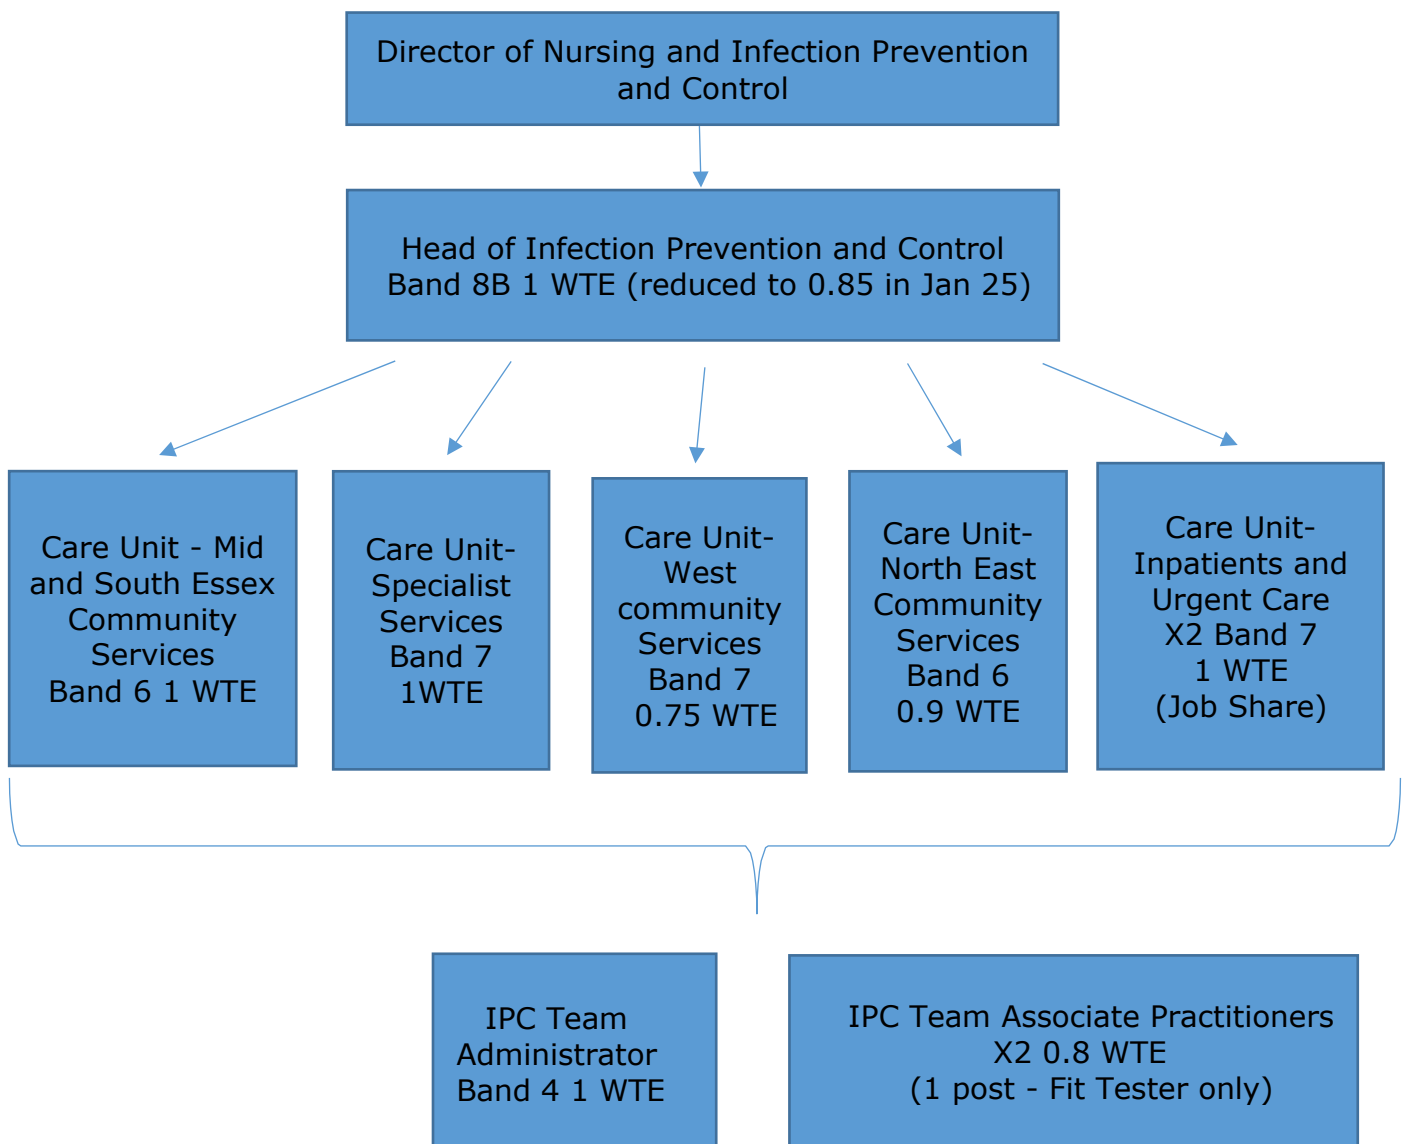 Director of Nursing and Infection Prevention
and Control
Head of Infection Prevention and Control
Band 8B 1 WTE (reduced to 0.85 in Jan 25)
Care Unit - Mid
and South Essex
Community
Services
Band 6 1 WTE
Care Unit-
Specialist
Services
Band 7
1WTE
Care Unit-
West
community
Services
Band 7
0.75 WTE
Care Unit-
North East
Community
Services
Band 6
0.9 WTE
Care Unit-
Inpatients and
Urgent Care
X2 Band 7
1 WTE
(Job Share)
IPC Team
Administrator
Band 4 1 WTE
IPC Team Associate Practitioners
X2 0.8 WTE
(1 post - Fit Tester only)